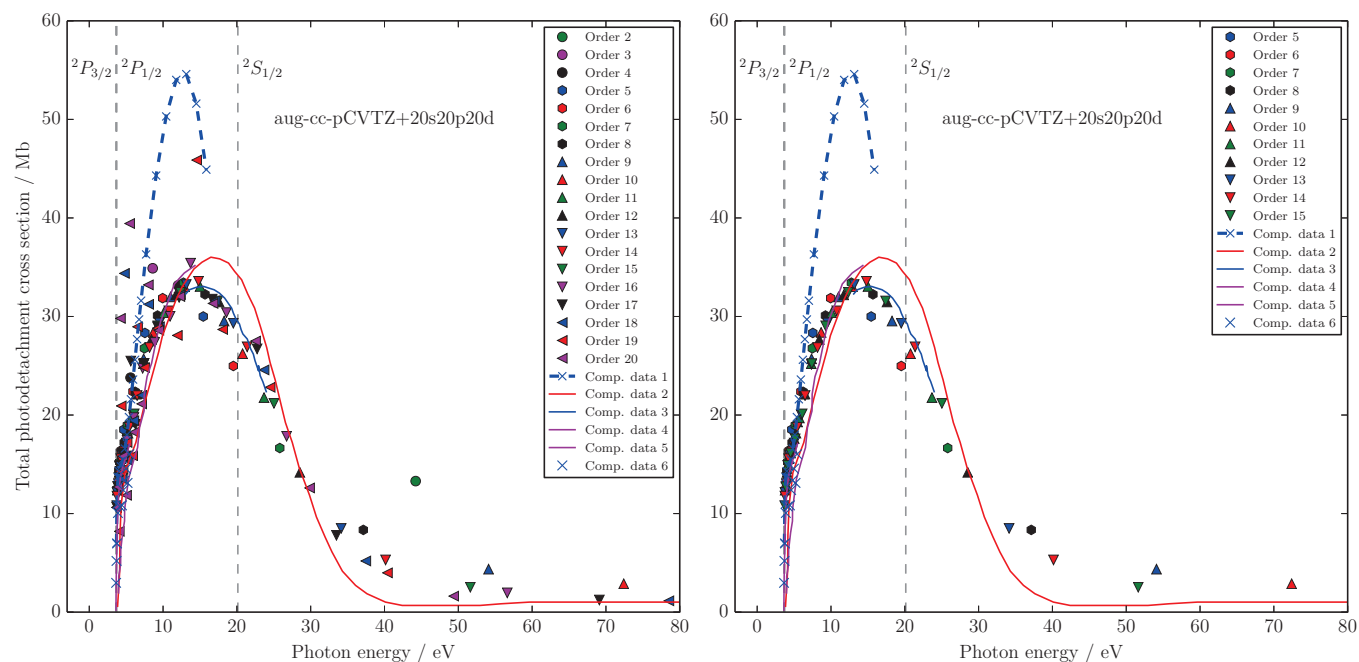 60
50
40
30
20
10
0
Total photodetachment cross section / Mb
²P₃/₂ ²P₁/₂
²S₁/₂
aug-cc-pCVTZ+20s20p20d
Order 2
Order 3
Order 4
Order 5
Order 6
Order 7
Order 8
Order 9
Order 10
Order 11
Order 12
Order 13
Order 14
Order 15
Order 16
Order 17
Order 18
Order 19
Order 20
Comp. data 1
Comp. data 2
Comp. data 3
Comp. data 4
Comp. data 5
Comp. data 6
0 10 20 30 40 50 60 70 80
Photon energy / eV
60
50
40
30
20
10
0
²P₃/₂ ²P₁/₂
²S₁/₂
aug-cc-pCVTZ+20s20p20d
Order 5
Order 6
Order 7
Order 8
Order 9
Order 10
Order 11
Order 12
Order 13
Order 14
Order 15
Comp. data 1
Comp. data 2
Comp. data 3
Comp. data 4
Comp. data 5
Comp. data 6
0 10 20 30 40 50 60 70 80
Photon energy / eV